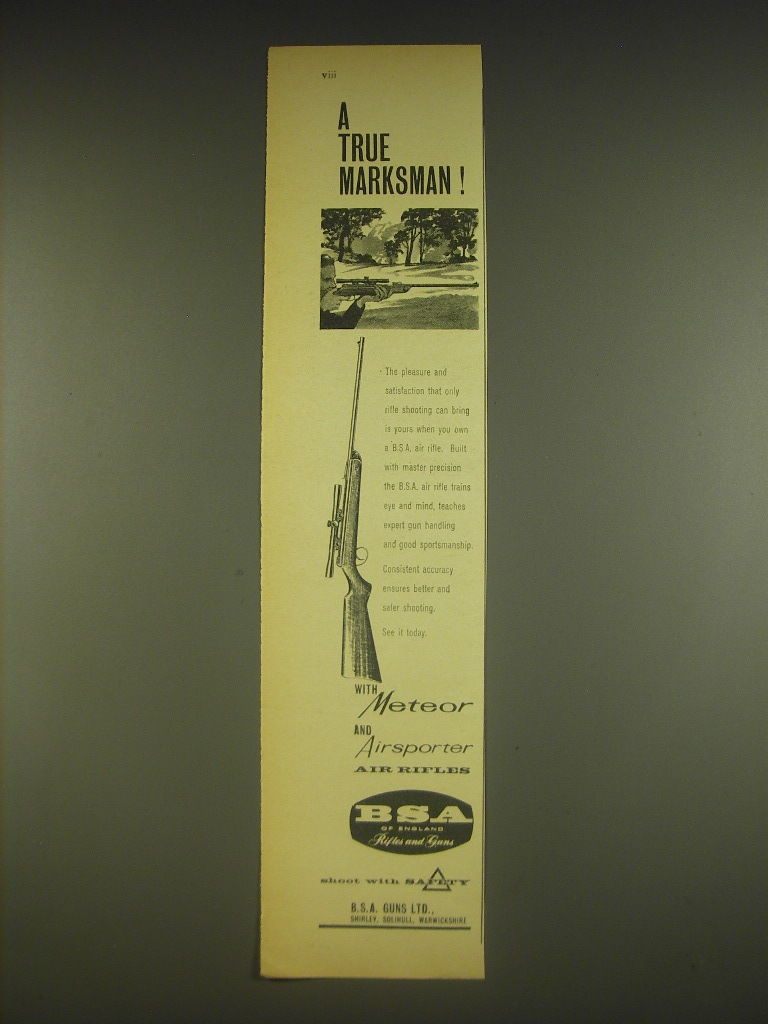 viii
A
TRUE
MARKSMAN !
The pleasure and
satisfaction that only
rifle shooting can bring
is yours when you own
a B.S.A. air rifle. Built
with master precision
the B.S.A. air rifle trains
eye and mind, teaches
expert gun handling
and good sportsmanship.
Consistent accuracy
ensures better and
safer shooting.
See it today.
WITH
Meteor
AND
Airsporter
AIR RIFLES
BSA
OF ENGLAND
Rifles and Guns
shoot with SAFETY
B.S.A. GUNS LTD.,
SHIRLEY, SOLIHULL, WARWICKSHIRE